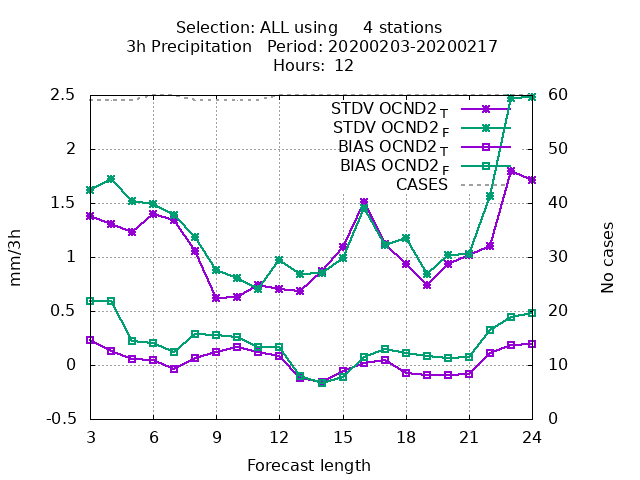 Selection: ALL using     4 stations
3h Precipitation   Period: 20200203-20200217
Hours:  12
STDV OCND2_T
STDV OCND2_F
BIAS OCND2_T
BIAS OCND2_F
CASES
2.5
2
1.5
1
0.5
0
-0.5
60
50
40
30
20
10
0
mm/3h
No cases
3 6 9 12 15 18 21 24
Forecast length